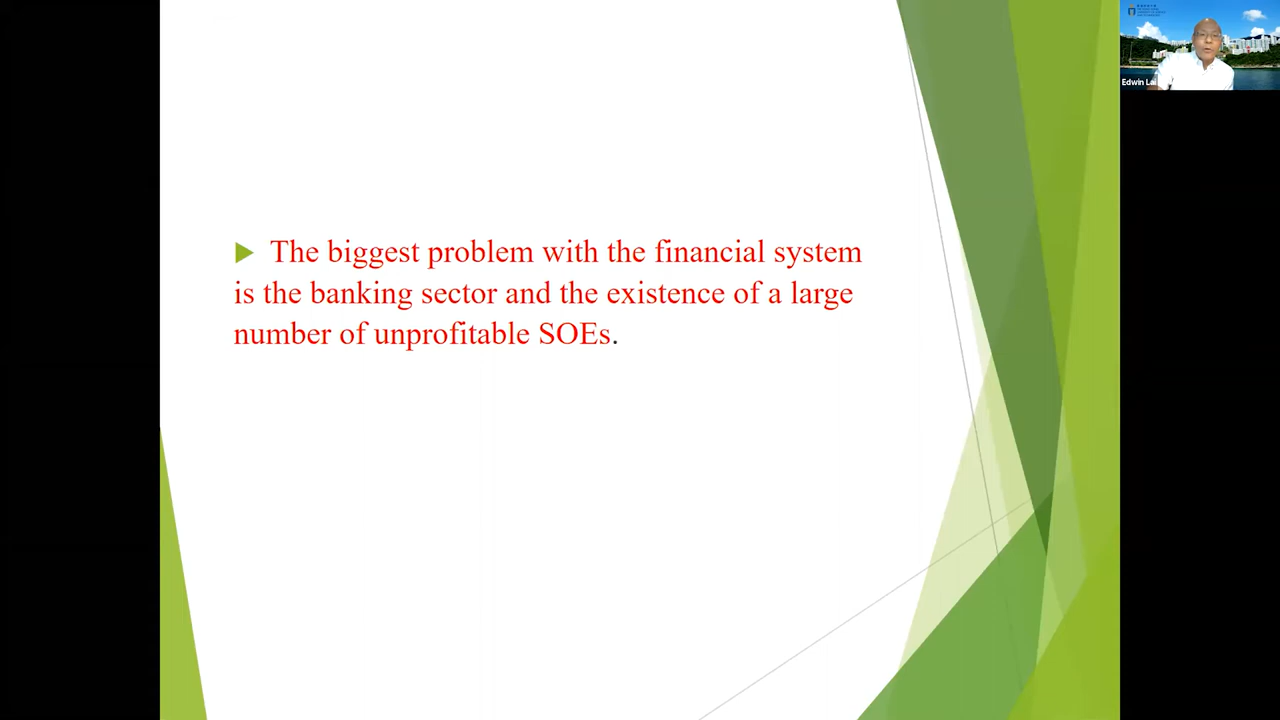 The biggest problem with the financial system
is the banking sector and the existence of a large
number of unprofitable SOEs.
Edwin Lai